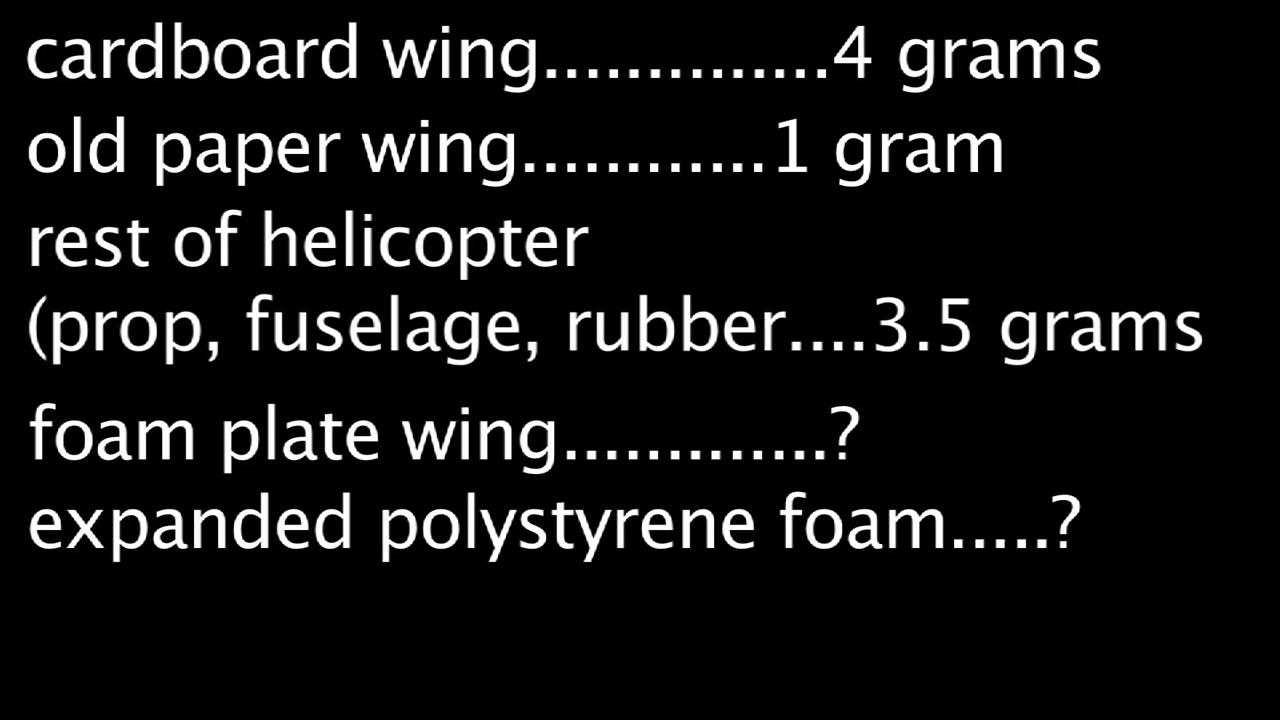 cardboard wing..............4 grams
old paper wing............1 gram
rest of helicopter
(prop, fuselage, rubber....3.5 grams
foam plate wing.............?
expanded polystyrene foam.....?